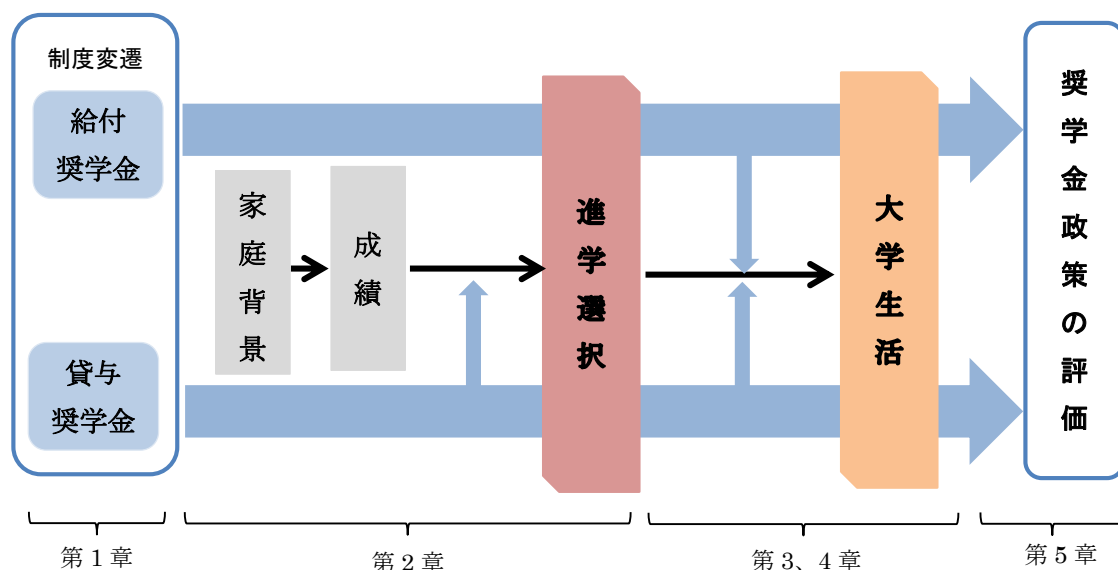 制度変遷
給付
奨学金
貸与
奨学金
家庭背景
成績
進学選択
大学生活
奨学金政策の評価
第1章
第2章
第3、4章
第5章